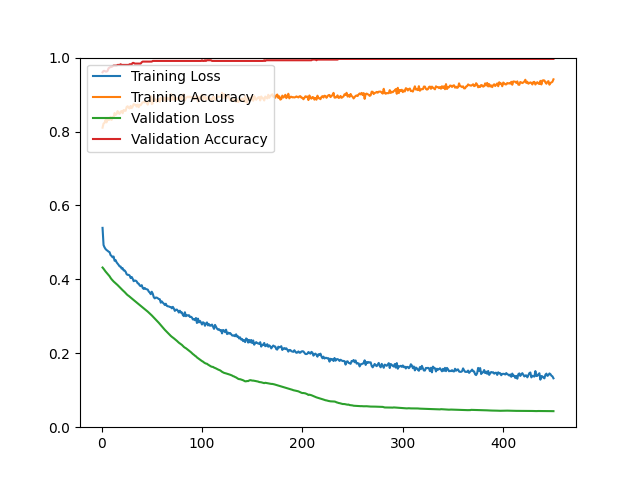 1.0
0.8
0.6
0.4
0.2
0.0
Training Loss
Training Accuracy
Validation Loss
Validation Accuracy
0 100 200 300 400